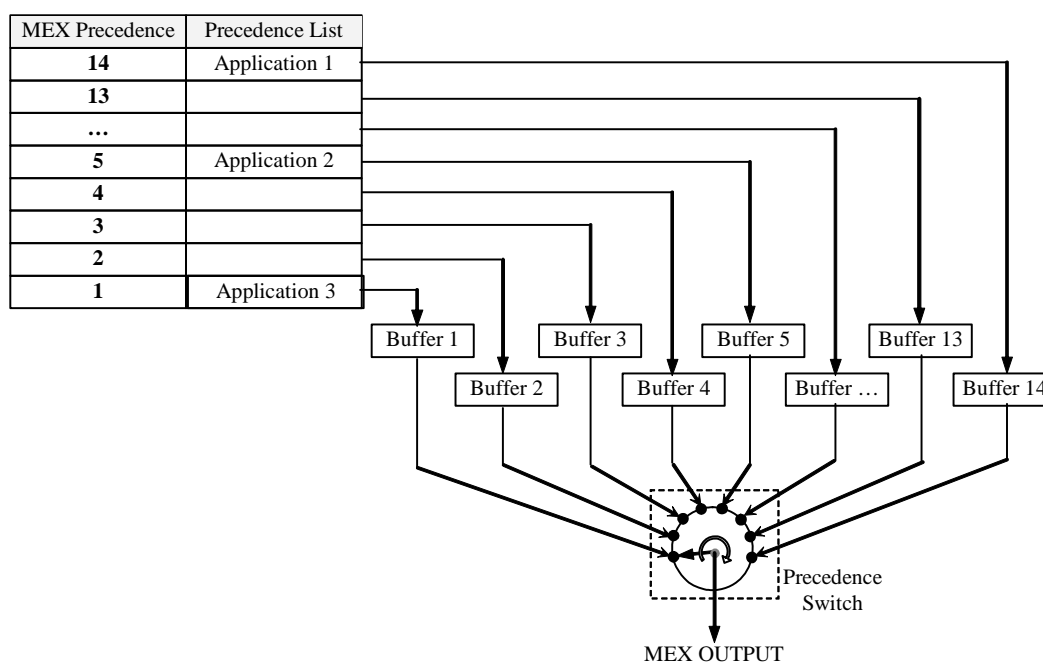 MEX Precedence Precedence List
14 Application 1
13
...
5 Application 2
4
3
2
1 Application 3
Buffer 1 Buffer 3 Buffer 5 Buffer 13
Buffer 2 Buffer 4 Buffer ... Buffer 14
Precedence
Switch
MEX OUTPUT